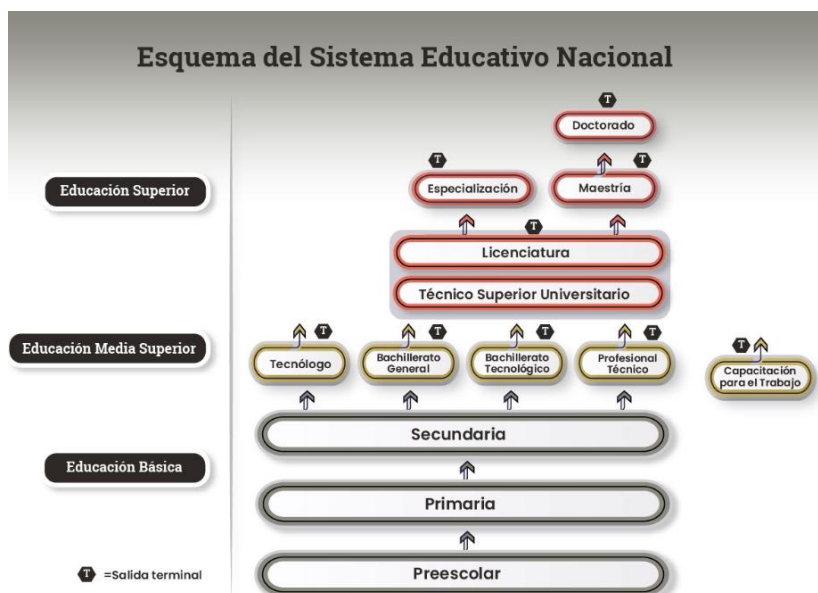 Esquema del Sistema Educativo Nacional
T
Doctorado
Educación Superior
T
Especialización
T
Maestría
T
Licenciatura
Técnico Superior Universitario
Educación Media Superior
T
Tecnólogo
T
Bachillerato
General
T
Bachillerato
Tecnológico
T
Profesional
Técnico
T
Capacitación
para el Trabajo
Secundaria
Educación Básica
Primaria
Preescolar
T =Salida terminal